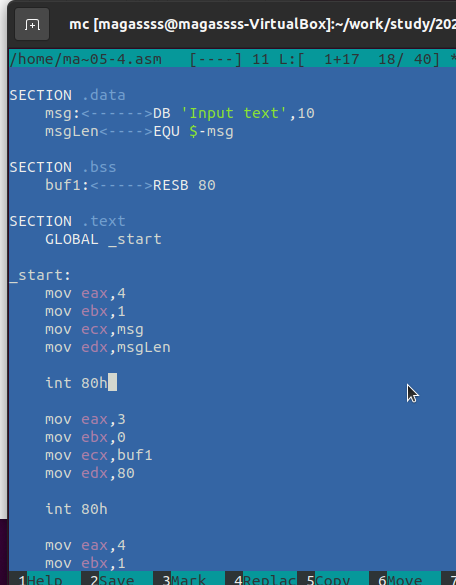 mc [magassss@magassss-VirtualBox]:~/work/study/202
/home/ma~05-4.asm   [----] 11 L:[  1+17  18/ 40] *
SECTION .data
    msg:<------>DB 'Input text',10
    msgLen<---->EQU $-msg
SECTION .bss
    buf1:<----->RESB 80
SECTION .text
    GLOBAL _start
_start:
    mov eax,4
    mov ebx,1
    mov ecx,msg
    mov edx,msgLen
    int 80h
    mov eax,3
    mov ebx,0
    mov ecx,buf1
    mov edx,80
    int 80h
    mov eax,4
    mov ebx,1
1Help   2Save   3Mark   4Replac 5Copy   6Move   7